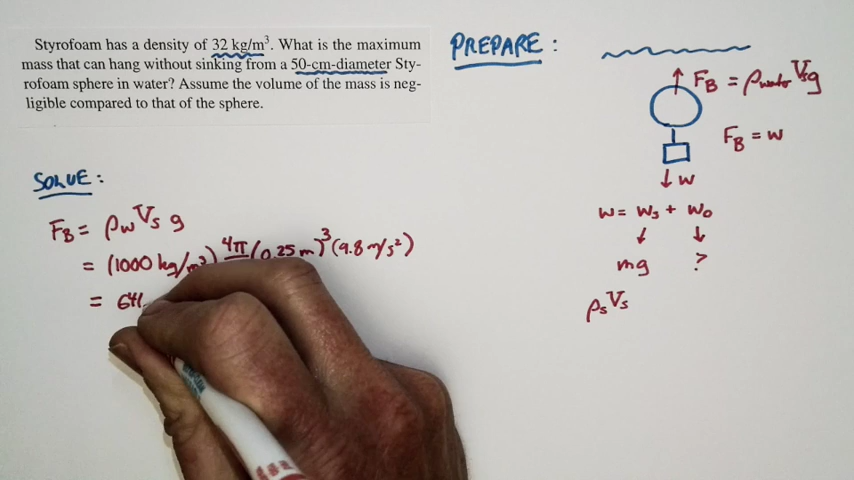 Styrofoam has a density of 32 kg/m³. What is the maximum
mass that can hang without sinking from a 50-cm-diameter Sty-
rofoam sphere in water? Assume the volume of the mass is neg-
ligible compared to that of the sphere.
PREPARE:
F_B = ρ_water V_s g
F_B = w
w
w = w_s + w_o
mg ?
ρ_s V_s
SOLVE:
F_B = ρ_w V_s g
= (1000 kg/m³) 4π (0.25 m)³ (9.8 m/s²)
= 641.